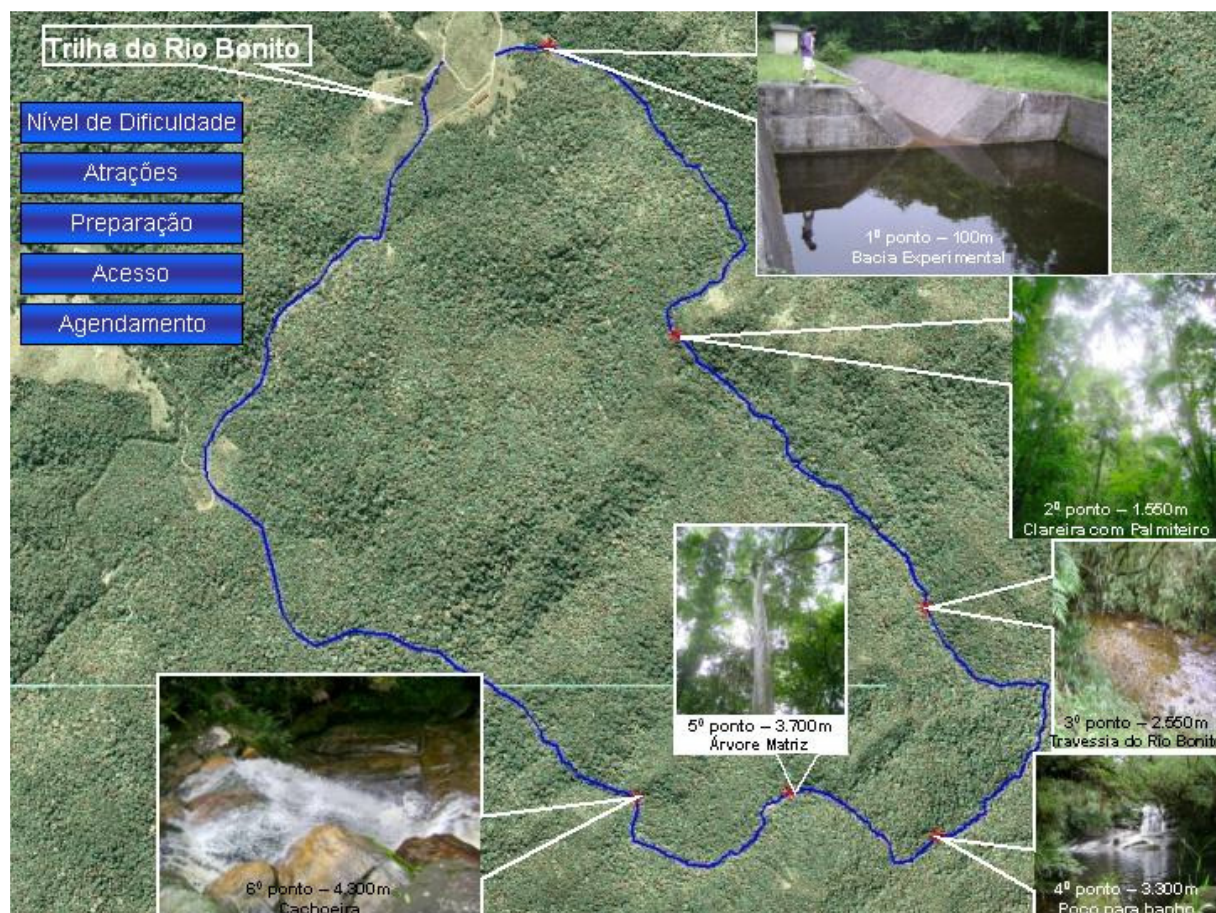 Trilha do Rio Bonito
Nível de Dificuldade
Atrações
Preparação
Acesso
Agendamento
1º ponto – 100m
Bacia Experimental
2º ponto – 1.550m
Clareira com Palmiteiro
3º ponto – 2.550m
Travessia do Rio Bonito
4º ponto – 3.300m
Poço para banho
5º ponto – 3.700m
Árvore Matriz
6º ponto – 4.300m
Cachoeira